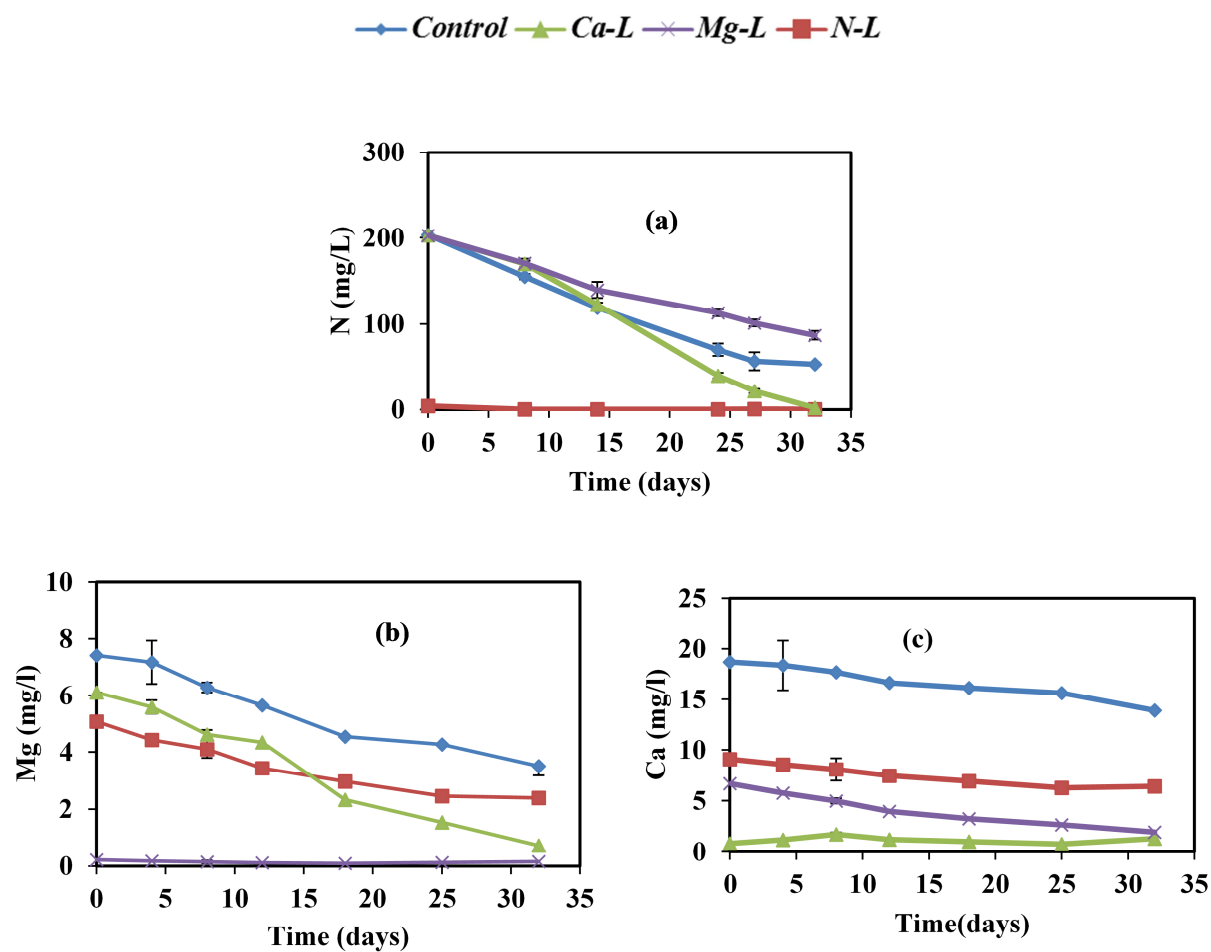 Control Ca-L Mg-L N-L
300
200
100
0
N (mg/L)
(a)
0 5 10 15 20 25 30 35
Time (days)
10
8
6
4
2
0
Mg (mg/l)
(b)
0 5 10 15 20 25 30 35
Time (days)
25
20
15
10
5
0
Ca (mg/l)
(c)
0 5 10 15 20 25 30 35
Time(days)